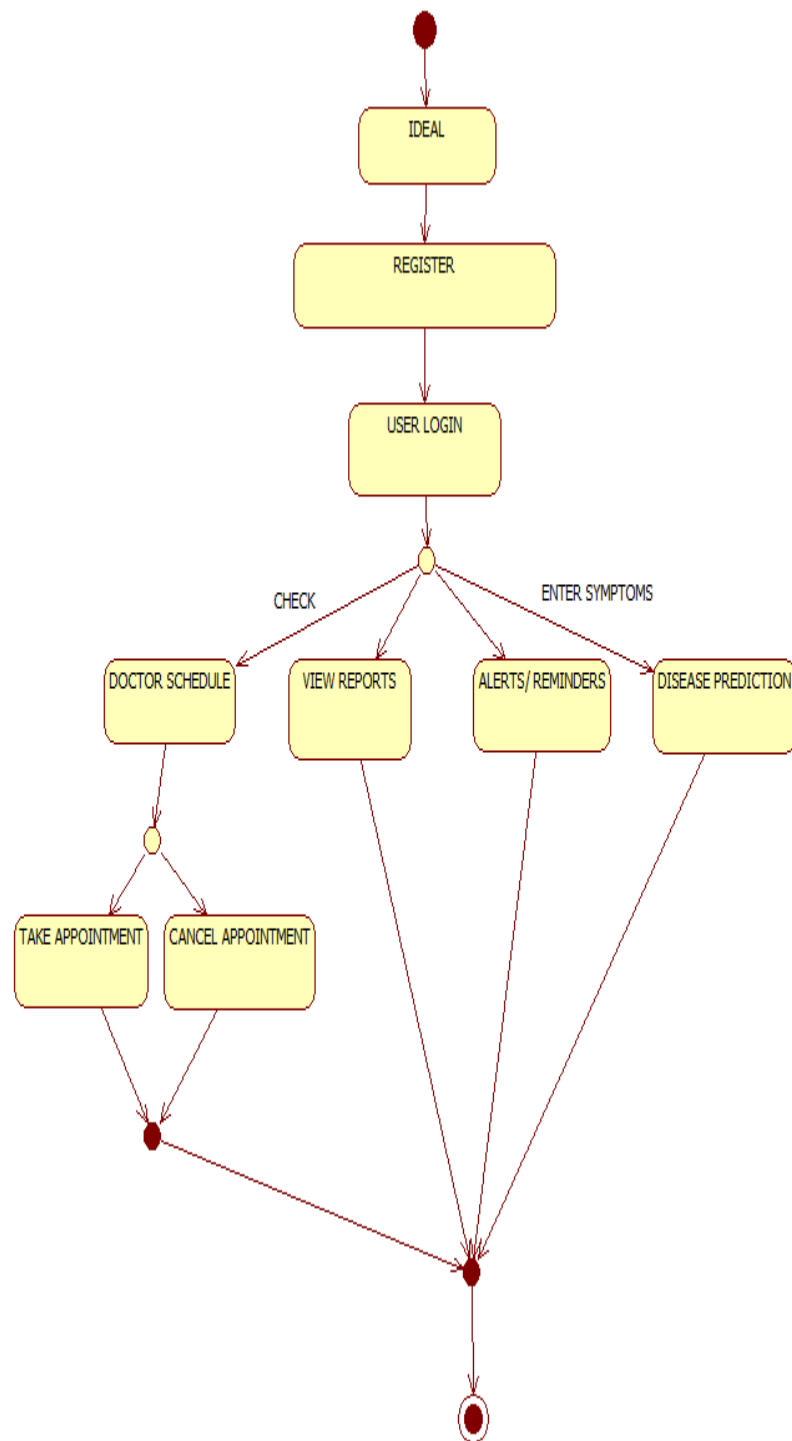 IDEAL
REGISTER
USER LOGIN
CHECK
ENTER SYMPTOMS
DOCTOR SCHEDULE
VIEW REPORTS
ALERTS/ REMINDERS
DISEASE PREDICTION
TAKE APPOINTMENT
CANCEL APPOINTMENT